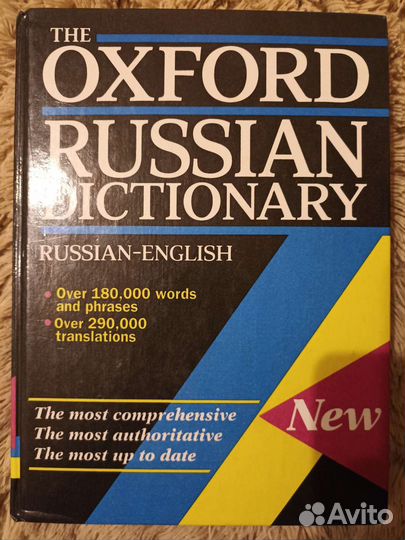 THE
OXFORD
RUSSIAN
DICTIONARY
RUSSIAN-ENGLISH
• Over 180,000 words
and phrases
• Over 290,000
translations
The most comprehensive
The most authoritative
The most up to date
New
Avito